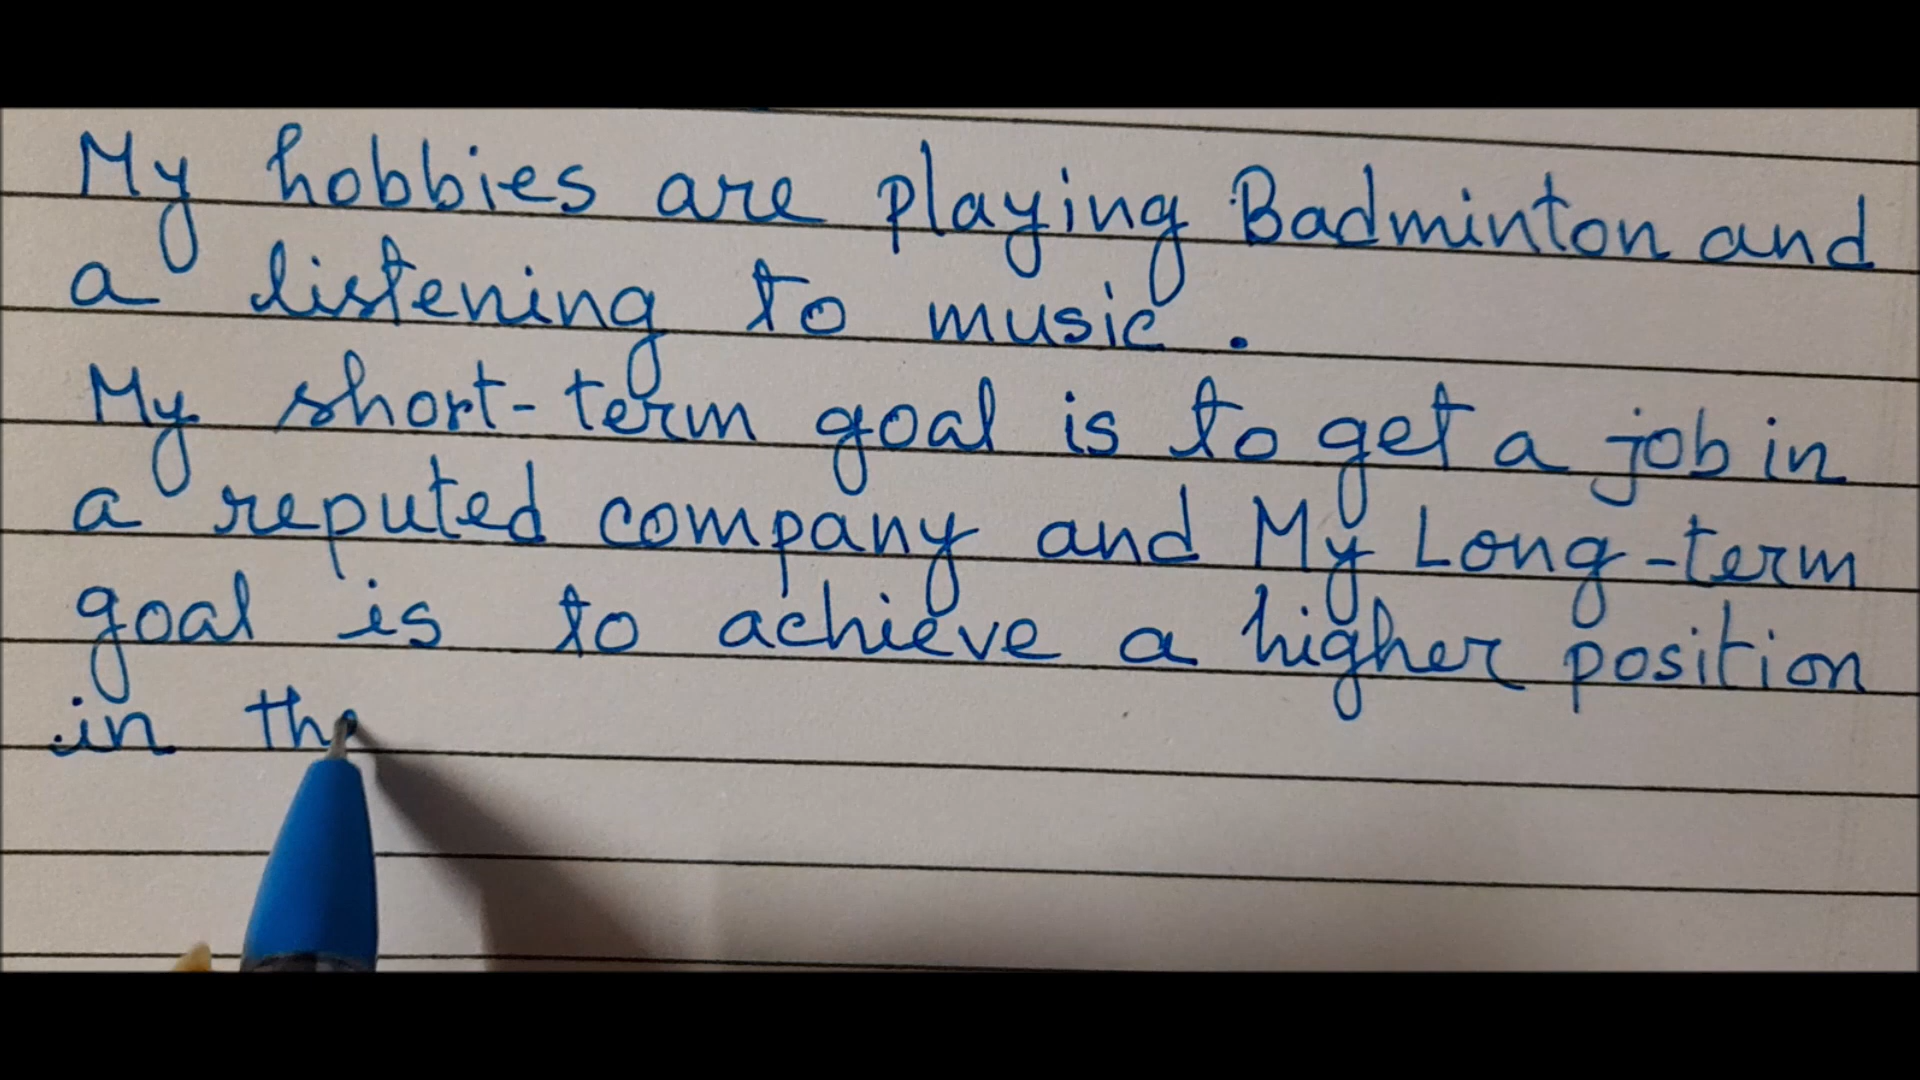 My hobbies are playing Badminton and
a listening to music.
My short-term goal is to get a job in
a reputed company and My Long-term
goal is to achieve a higher position
in the